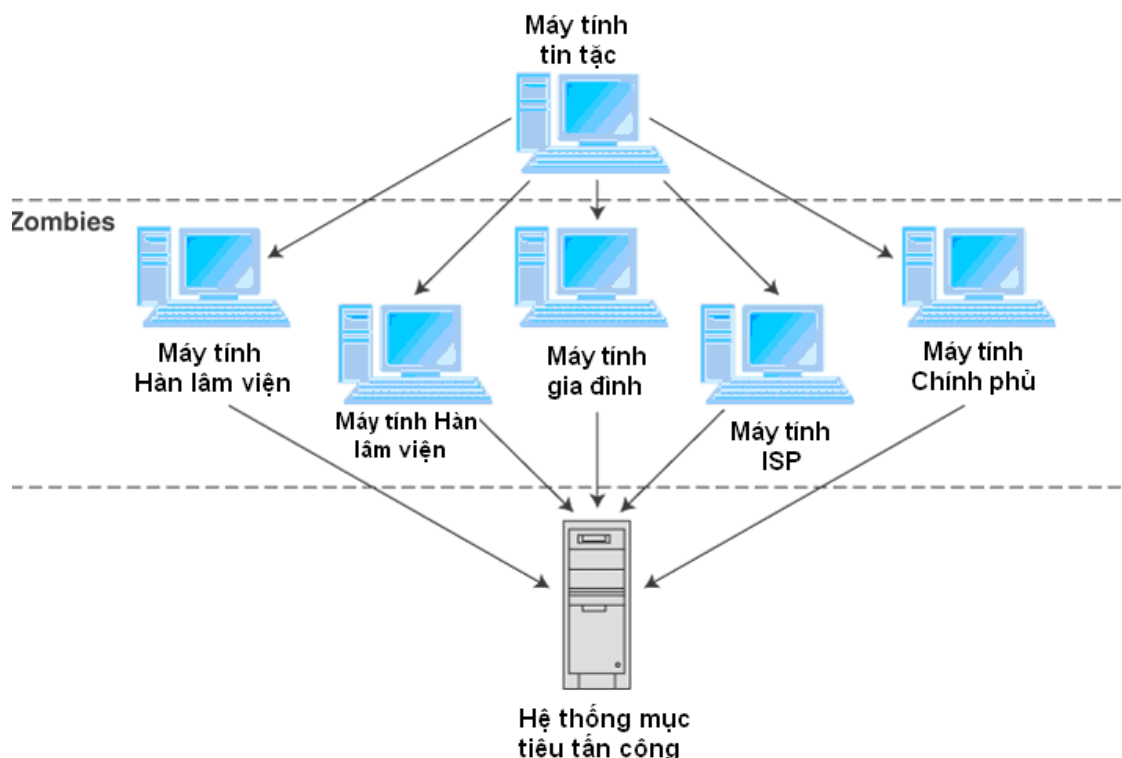 Máy tính
tin tặc
Zombies
Máy tính
Hàn lâm viện
Máy tính Hàn
lâm viện
Máy tính
gia đình
Máy tính
ISP
Máy tính
Chính phủ
Hệ thống mục
tiêu tấn công